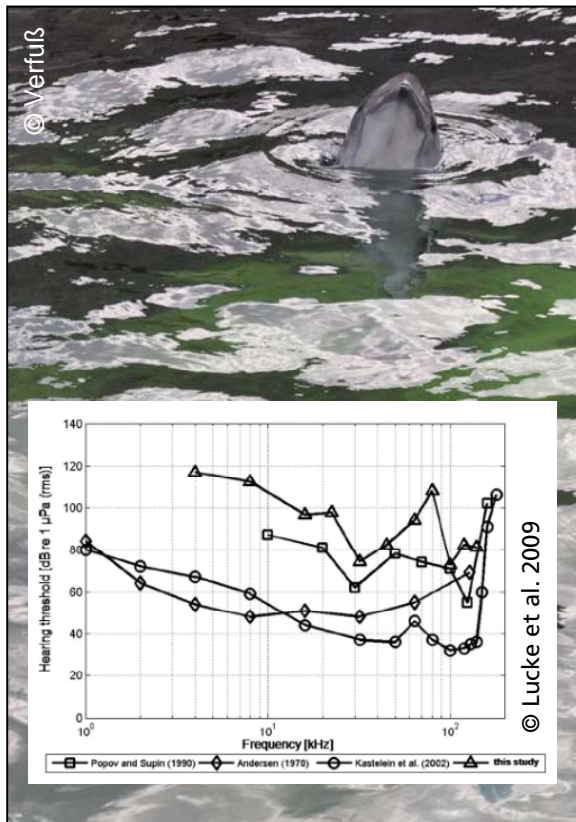 © Verfuß
140
120
100
80
60
40
20
0
Hearing threshold [dB re 1 µPa (rms)]
10⁰
10¹
10²
Frequency [kHz]
Popov and Supin (1990) Andersen (1970) Kastelein et al. (2002) this study
© Lucke et al. 2009